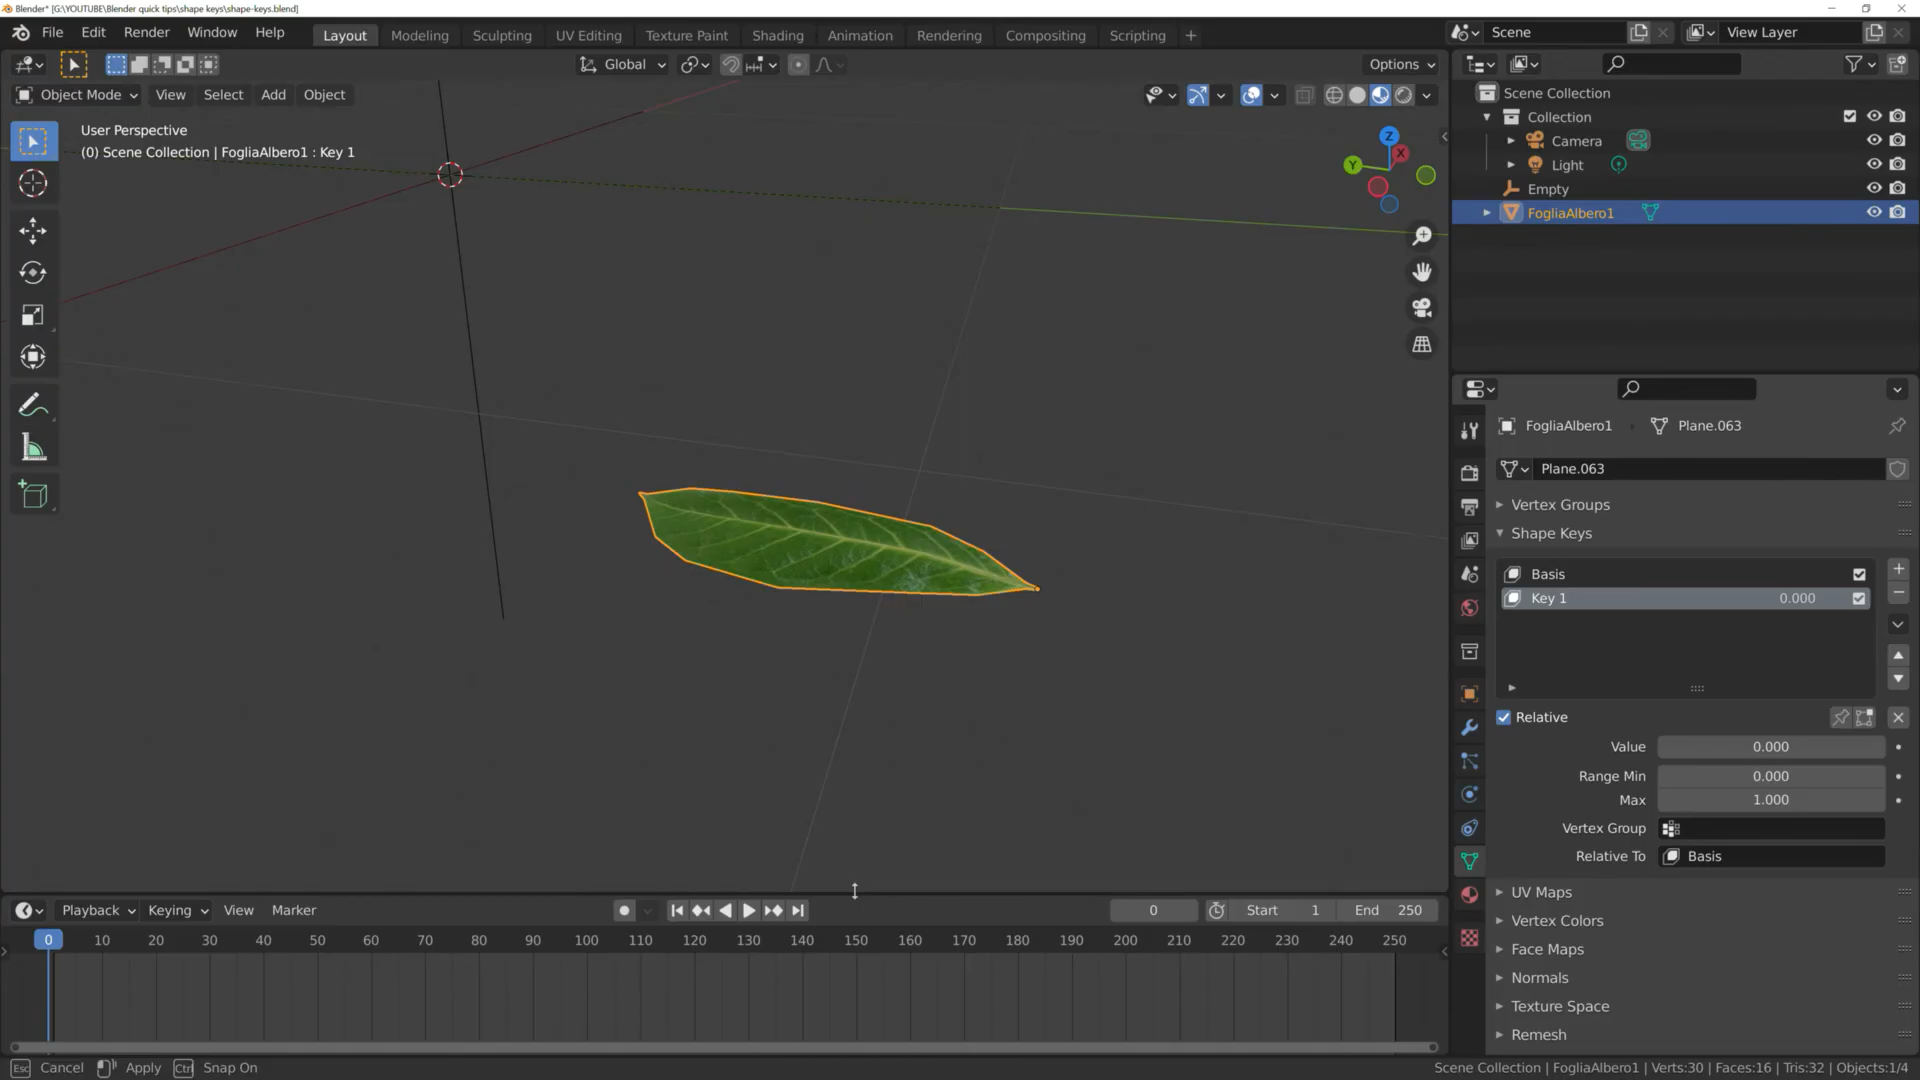 Blender* [G:\YOUTUBE\Blender quick tips\shape keys\shape-keys.blend]
File Edit Render Window Help Layout Modeling Sculpting UV Editing Texture Paint Shading Animation Rendering Compositing Scripting + Scene View Layer
Global Options
Object Mode View Select Add Object
User Perspective
(0) Scene Collection | FogliaAlbero1 : Key 1
Z
X
Y
Scene Collection
Collection
Camera
Light
Empty
FogliaAlbero1
FogliaAlbero1 Plane.063
Plane.063
Vertex Groups
Shape Keys
Basis
Key 1 0.000
Relative
Value 0.000
Range Min 0.000
Max 1.000
Vertex Group
Relative To Basis
UV Maps
Vertex Colors
Face Maps
Normals
Texture Space
Remesh
Playback Keying View Marker 0 Start 1 End 250
0 10 20 30 40 50 60 70 80 90 100 110 120 130 140 150 160 170 180 190 200 210 220 230 240 250
Esc Cancel Apply Ctrl Snap On Scene Collection | FogliaAlbero1 | Verts:30 | Faces:16 | Tris:32 | Objects:1/4